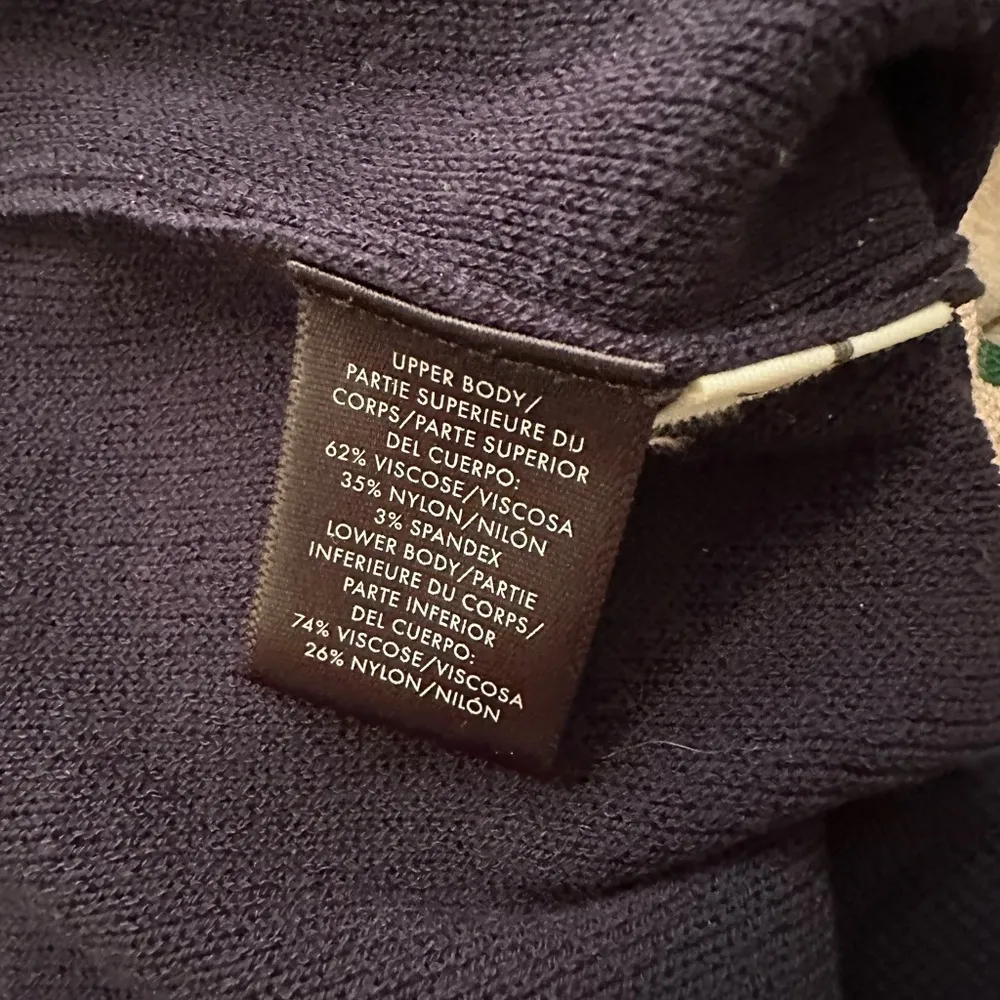 UPPER BODY/
PARTIE SUPERIEURE DU
CORPS/PARTE SUPERIOR
DEL CUERPO:
62% VISCOSE/VISCOSA
35% NYLON/NILÓN
3% SPANDEX
LOWER BODY/PARTIE
INFERIEURE DU CORPS/
PARTE INFERIOR
DEL CUERPO:
74% VISCOSE/VISCOSA
26% NYLON/NILÓN